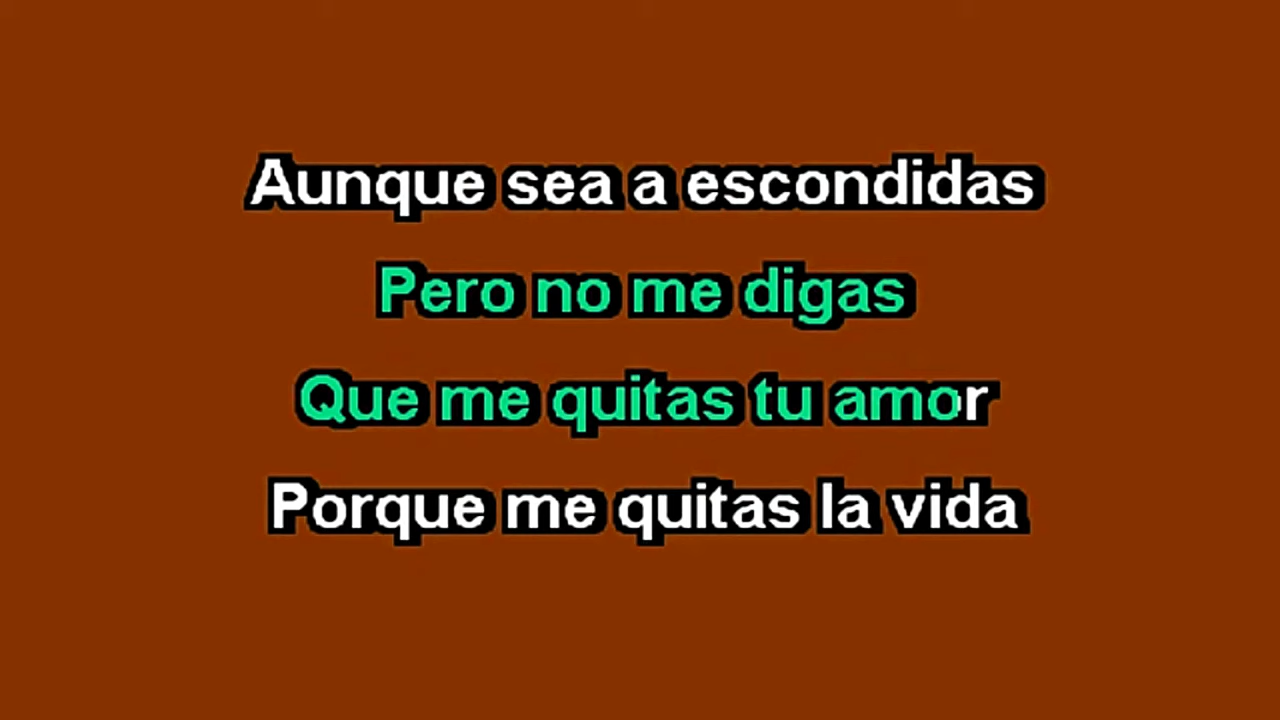 Aunque sea a escondidas
Pero no me digas
Que me quitas tu amor
Porque me quitas la vida